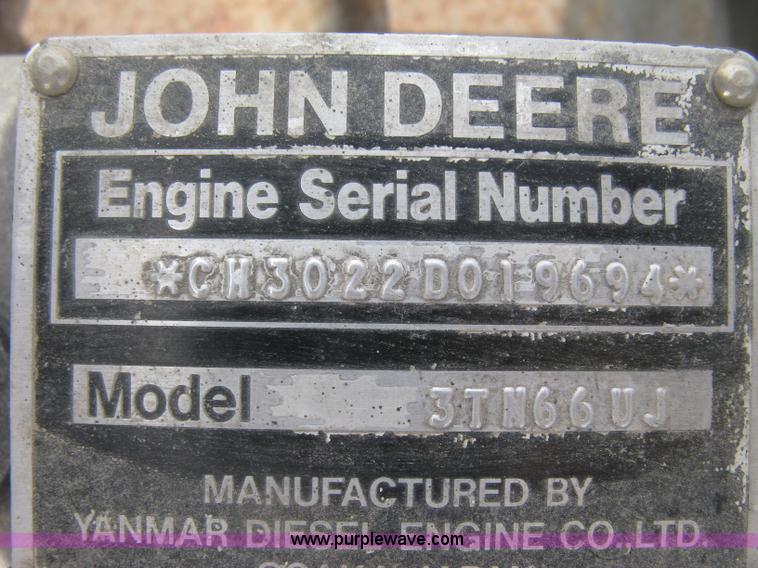 JOHN DEERE
Engine Serial Number
*CH3022D019694*
Model 3TN66UJ
MANUFACTURED BY
YANMAR DIESEL ENGINE CO., LTD.
www.purplewave.com